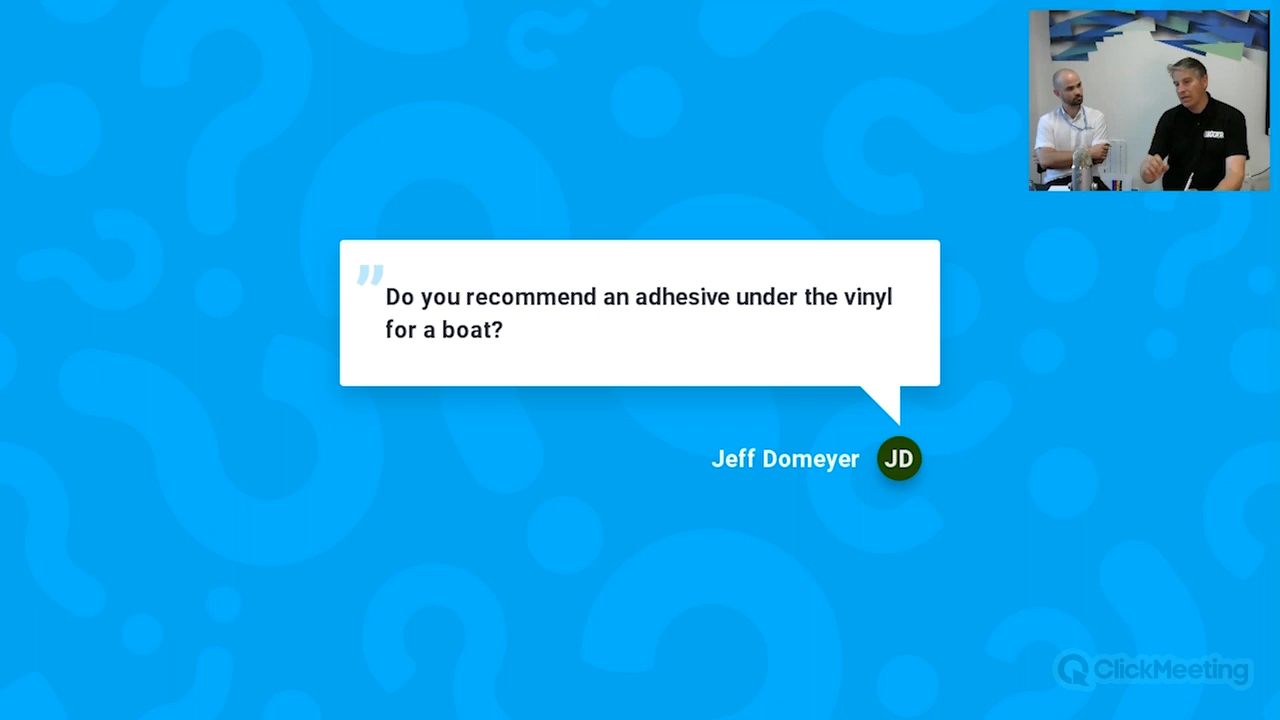 Do you recommend an adhesive under the vinyl
for a boat?
Jeff Domeyer
JD
ClickMeeting